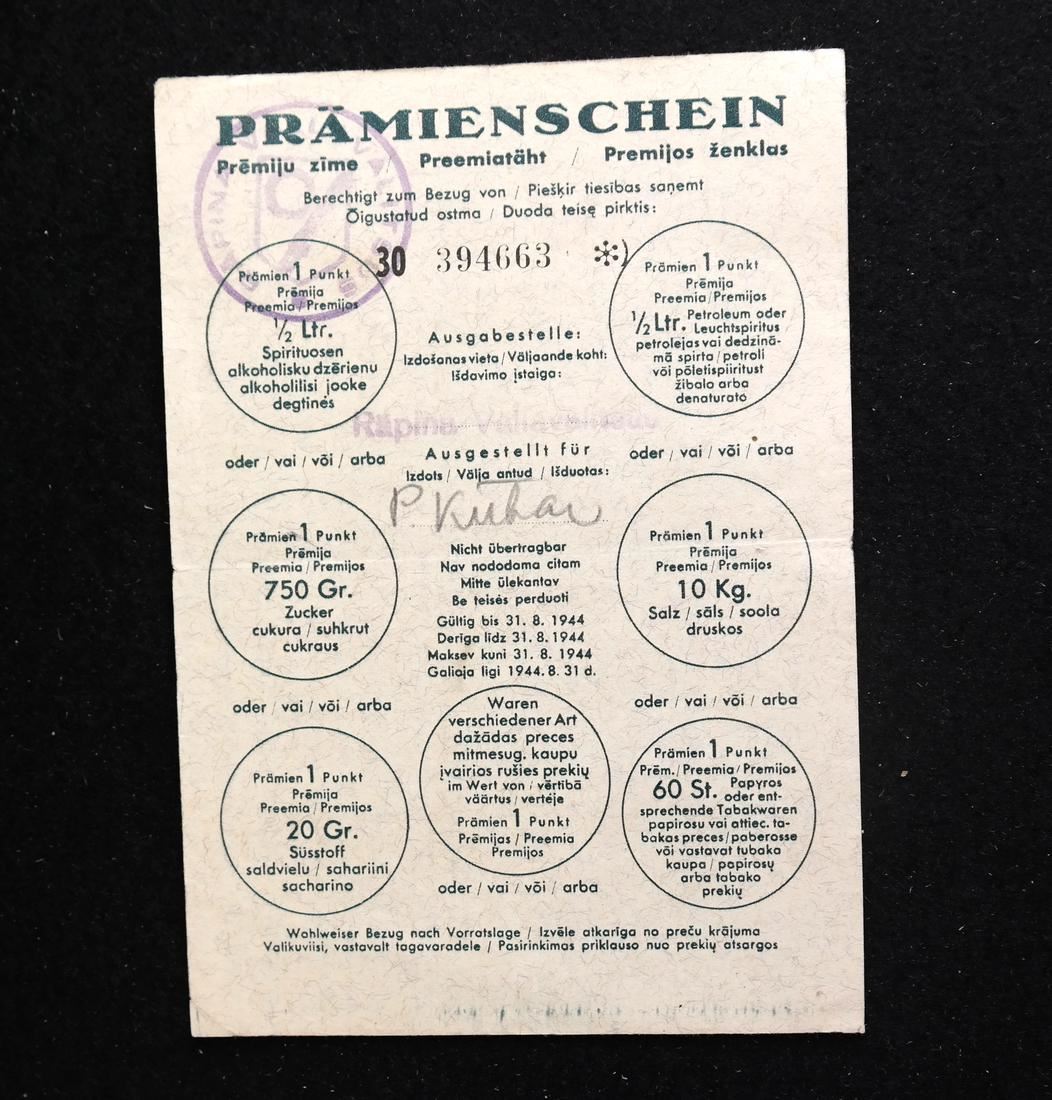 PRÄMIENSCHEIN
Prēmiju zīme / Preemiatäht / Premijos ženklas
Berechtigt zum Bezug von / Piešķir tiesības saņemt
Õigustatud ostma / Duoda teisę pirktis:
30 394663 *)
Prämien 1 Punkt
Prēmija
Preemia/Premijos
½ Ltr.
Spirituosen
alkoholisku dzērienu
alkoholilisi jooke
degtinės
Ausgabestelle:
Izdošanas vieta / Väljaande koht:
Išdavimo įstaiga:
Prämien 1 Punkt
Prēmija
Preemia/Premijos
½ Ltr. Petroleum oder
Leuchtspiritus
petrolejas vai dedzinā-
mā spirta / petroli
või põletispiiritust
žibalo arba
denaturato
Räpina
oder / vai / või / arba
Ausgestellt für
Izdots / Välja antud / Išduotas:
oder / vai / või / arba
P.
Prämien 1 Punkt
Prēmija
Preemia / Premijos
750 Gr.
Zucker
cukura / suhkrut
cukraus
Nicht übertragbar
Nav nododama citam
Mitte ülekantav
Be teisės perduoti
Gültig bis 31. 8. 1944
Deriga līdz 31. 8. 1944
Maksev kuni 31. 8. 1944
Galioja ligi 1944. 8. 31 d.
Prämien 1 Punkt
Prēmija
Preemia / Premijos
10 Kg.
Salz / sāls / soola
druskos
oder / vai / või / arba
oder / vai / või / arba
Prämien 1 Punkt
Prēmija
Preemia / Premijos
20 Gr.
Süsstoff
saldvielu / sahariini
sacharino
Waren
verschiedener Art
dažādas preces
mitmesug. kaupu
įvairios rušies prekių
im Wert von / vērtībā
väärtus / vertėje
Prämien 1 Punkt
Prēmijas / Preemia
Premijos
oder / vai / või / arba
Prämien 1 Punkt
Prēm./Preemia/Premijos
60 St. Papyros
oder ent-
sprechende Tabakwaren
papirosu vai attiec. ta-
bakas preces/paberosse
või vastavat tubaka
kaupa / papirosų
arba tabako
prekių
Wahlweiser Bezug nach Vorratslage / Izvēle atkarīga no preču krājuma
Valikuviisi, vastavalt tagavaradele / Pasirinkimas priklauso nuo prekių atsargos